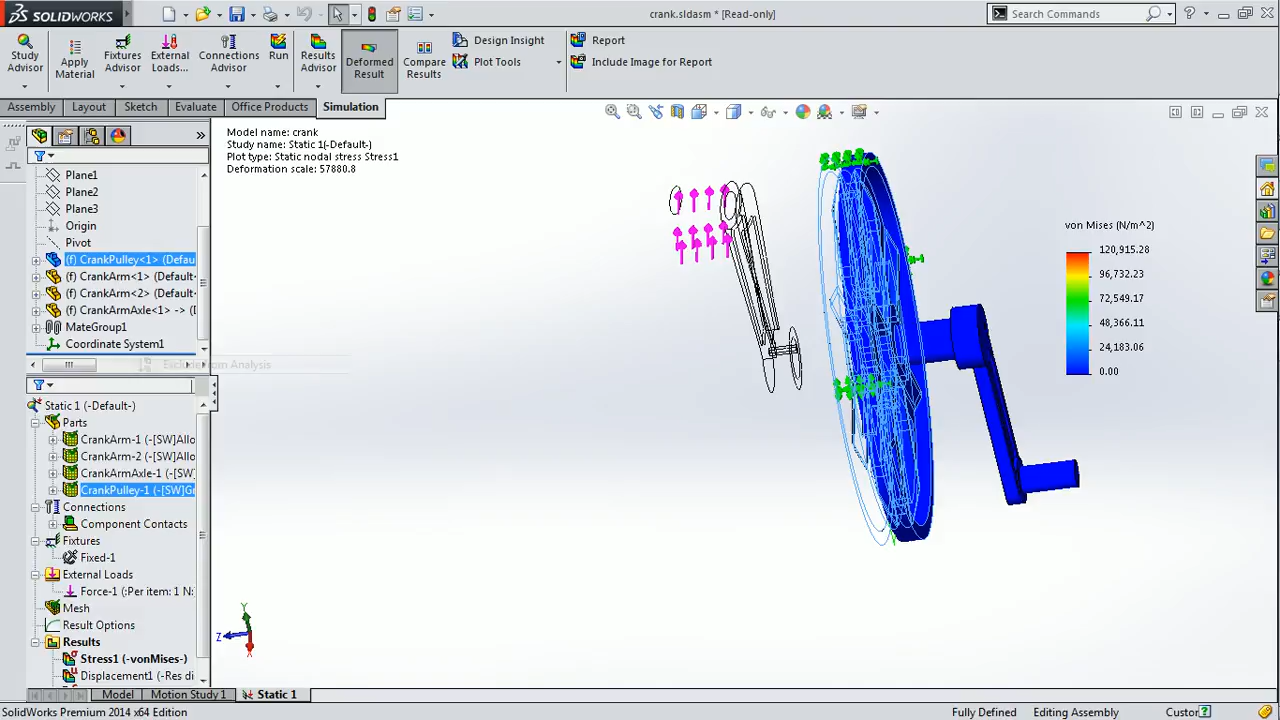 SOLIDWORKS
crank.sldasm * [Read-only]
Search Commands
Study Advisor
Apply Material
Fixtures Advisor
External Loads...
Connections Advisor
Run
Results Advisor
Deformed Result
Compare Results
Design Insight
Plot Tools
Report
Include Image for Report
Assembly
Layout
Sketch
Evaluate
Office Products
Simulation
Plane1
Plane2
Plane3
Origin
Pivot
(f) CrankPulley<1> (Defau
(f) CrankArm<1> (Default-
(f) CrankArm<2> (Default-
(f) CrankArmAxle<1> -> (D
MateGroup1
Coordinate System1
Exclude from Analysis
Static 1 (-Default-)
Parts
CrankArm-1 (-[SW]Allo
CrankArm-2 (-[SW]Allo
CrankArmAxle-1 (-[SW]
CrankPulley-1 (-[SW]Gr
Connections
Component Contacts
Fixtures
Fixed-1
External Loads
Force-1 (:Per item: 1 N:
Mesh
Result Options
Results
Stress1 (-vonMises-)
Displacement1 (-Res di
Model name: crank
Study name: Static 1(-Default-)
Plot type: Static nodal stress Stress1
Deformation scale: 57880.8
von Mises (N/m^2)
120,915.28
96,732.23
72,549.17
48,366.11
24,183.06
0.00
Y
Z
X
Model
Motion Study 1
Static 1
SolidWorks Premium 2014 x64 Edition
Fully Defined
Editing Assembly
Custor